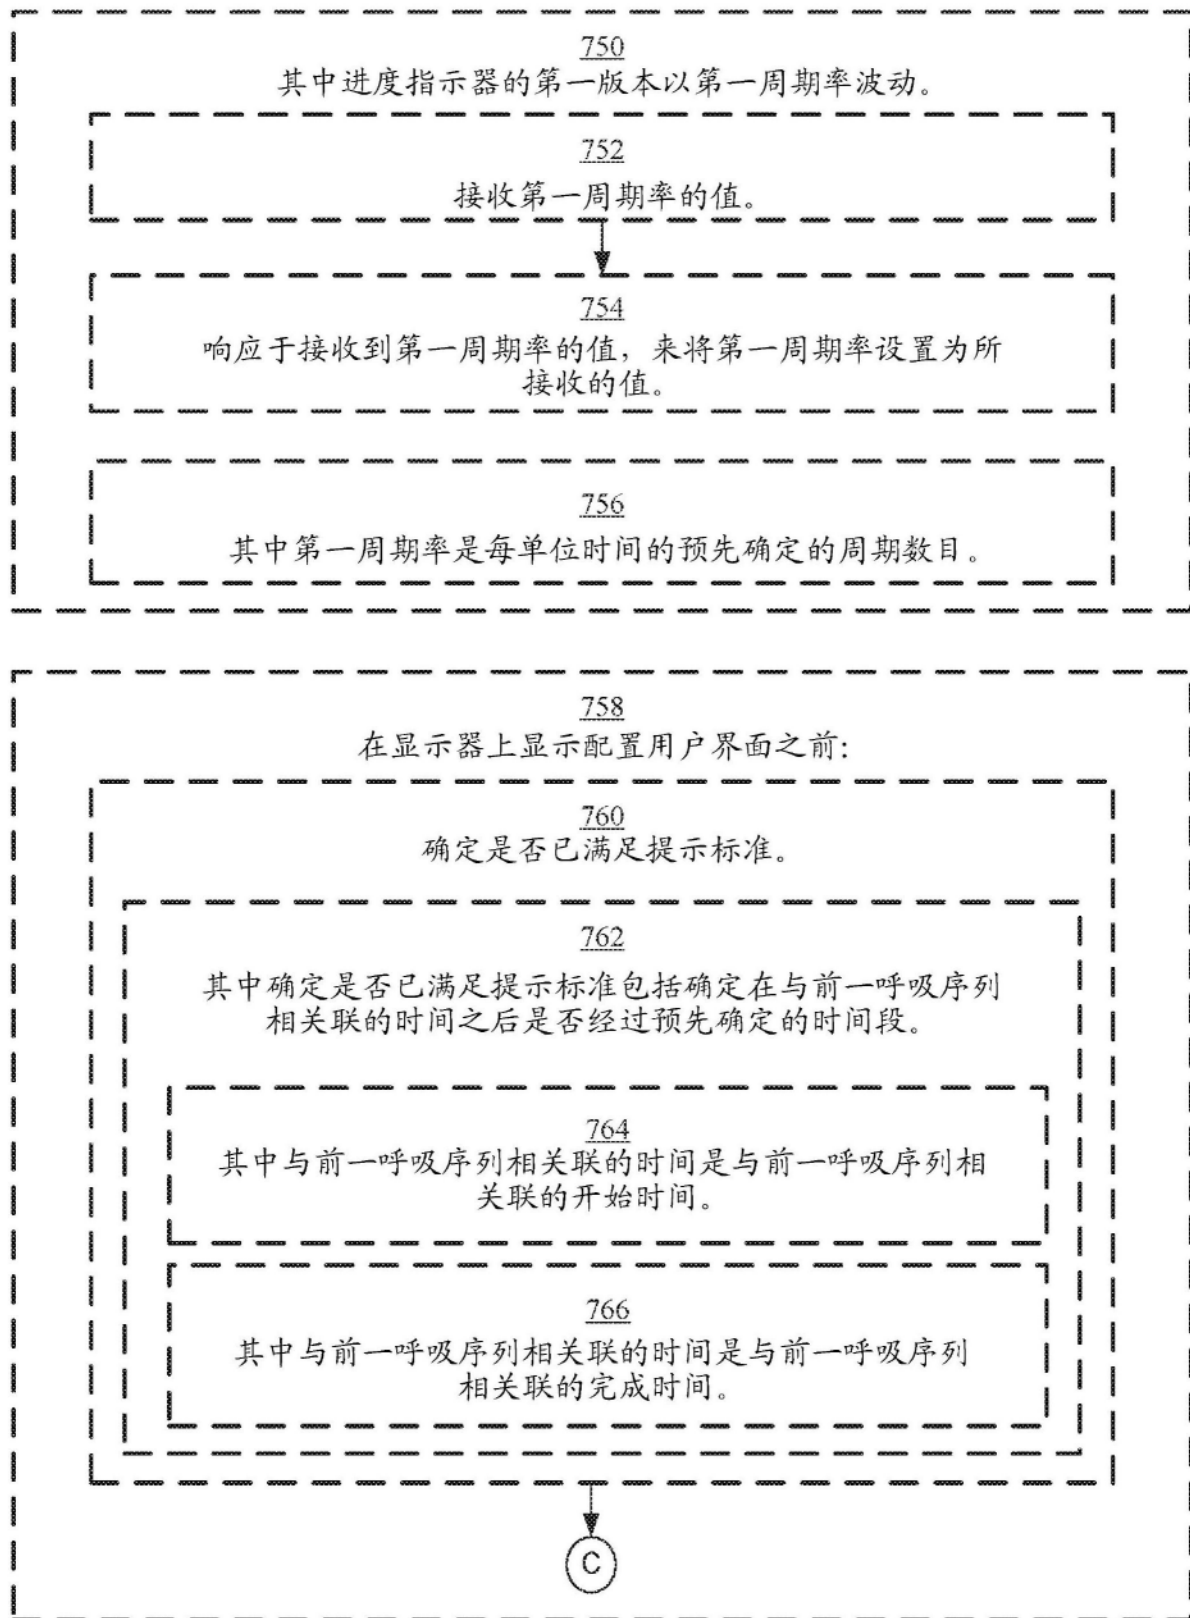 750
其中进度指示器的第一版本以第一周期率波动。
752
接收第一周期率的值。
754
响应于接收到第一周期率的值，来将第一周期率设置为所
接收的值。
756
其中第一周期率是每单位时间的预先确定的周期数目。
758
在显示器上显示配置用户界面之前：
760
确定是否已满足提示标准。
762
其中确定是否已满足提示标准包括确定在与前一呼吸序列
相关联的时间之后是否经过预先确定的时间段。
764
其中与前一呼吸序列相关联的时间是与前一呼吸序列相
关联的开始时间。
766
其中与前一呼吸序列相关联的时间是与前一呼吸序列
相关联的完成时间。
C